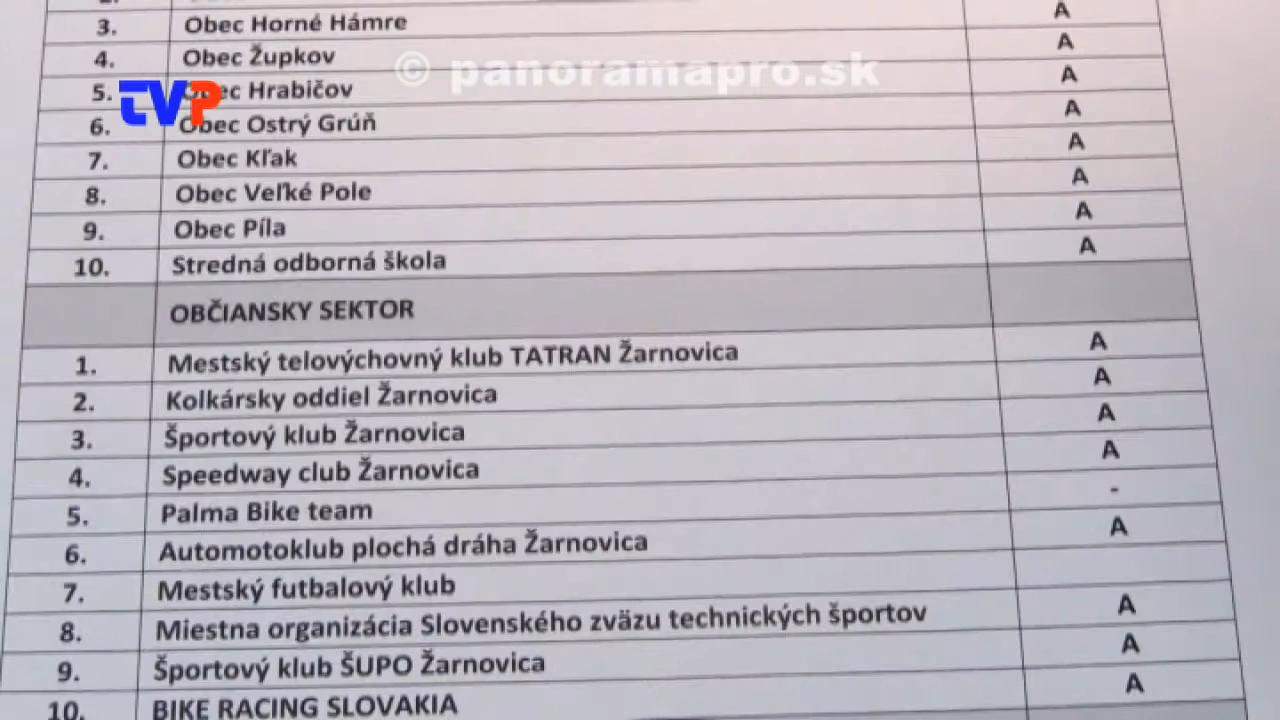 A
3. Obec Horné Hámre A
4. Obec Župkov A
© panoramapro.sk
5. Obec Hrabičov A
TVP
6. Obec Ostrý Grúň A
7. Obec Kľak A
8. Obec Veľké Pole A
9. Obec Píla A
10. Stredná odborná škola
OBČIANSKY SEKTOR
1. Mestský telovýchovný klub TATRAN Žarnovica A
2. Kolkársky oddiel Žarnovica A
3. Športový klub Žarnovica A
4. Speedway club Žarnovica A
5. Palma Bike team -
6. Automotoklub plochá dráha Žarnovica A
7. Mestský futbalový klub
8. Miestna organizácia Slovenského zväzu technických športov A
9. Športový klub ŠUPO Žarnovica A
10. BIKE RACING SLOVAKIA A